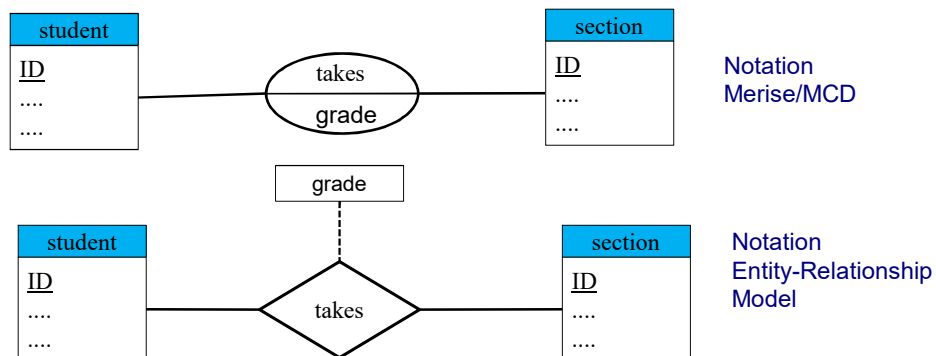 student
ID
....
....
takes
grade
section
ID
....
....
Notation
Merise/MCD
grade
student
ID
....
....
takes
section
ID
....
....
Notation
Entity-Relationship
Model